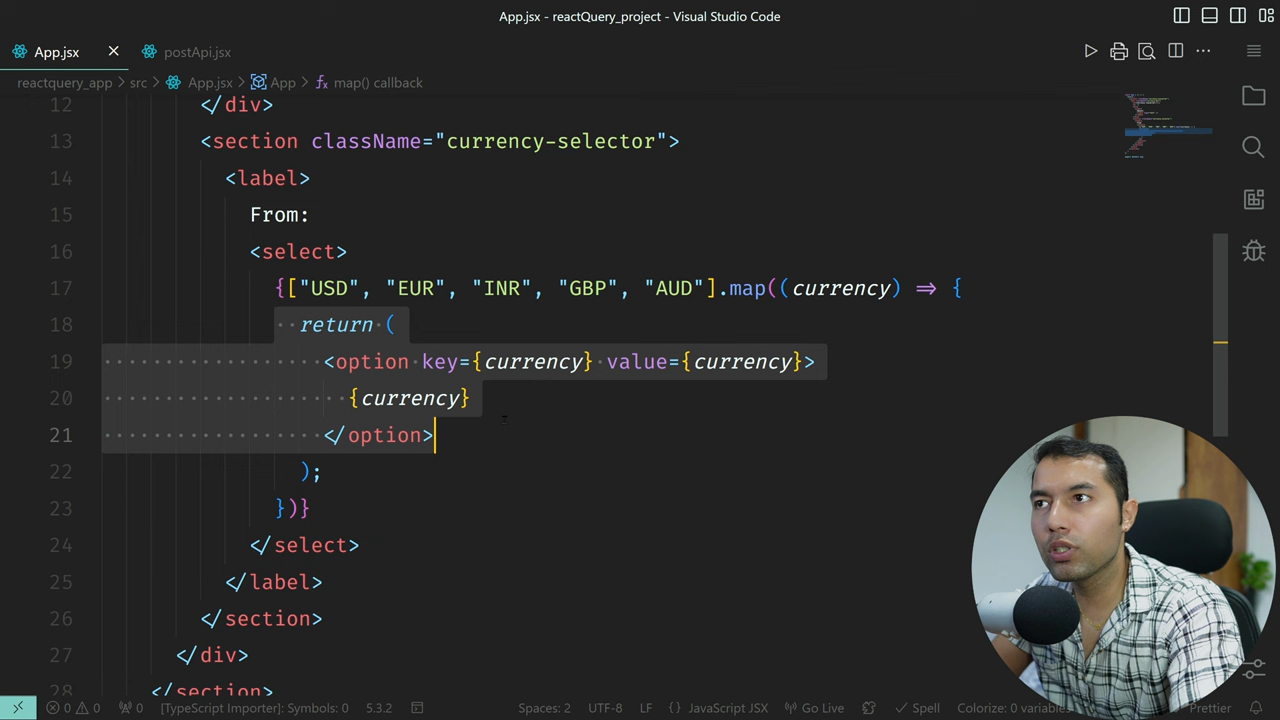 App.jsx - reactQuery_project - Visual Studio Code
App.jsx
postApi.jsx
reactquery_app > src > App.jsx > App > map() callback
12 </div>
13 <section className="currency-selector">
14 <label>
15 From:
16 <select>
17 {["USD", "EUR", "INR", "GBP", "AUD"].map((currency) => {
18 return (
19 <option key={currency} value={currency}>
20 {currency}
21 </option>
22 );
23 })}
24 </select>
25 </label>
26 </section>
27 </div>
28 </section>
0 0 0 [TypeScript Importer]: Symbols: 0 5.3.2 Spaces: 2 UTF-8 LF {} JavaScript JSX Go Live Spell Colorize: 0 variables Prettier